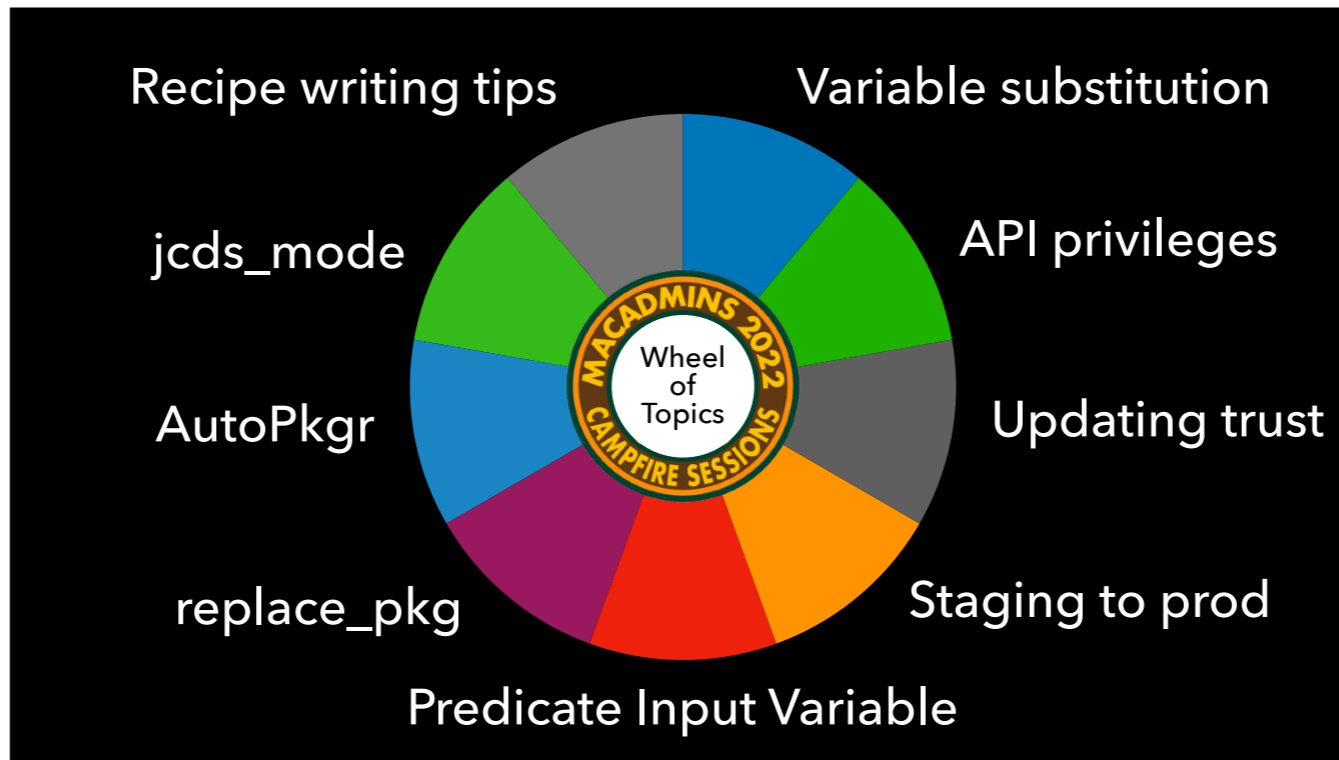 Recipe writing tips
Variable substitution
jcds_mode
API privileges
MACADMINS 2022
Wheel
of
Topics
CAMPFIRE SESSIONS
AutoPkgr
Updating trust
replace_pkg
Staging to prod
Predicate Input Variable